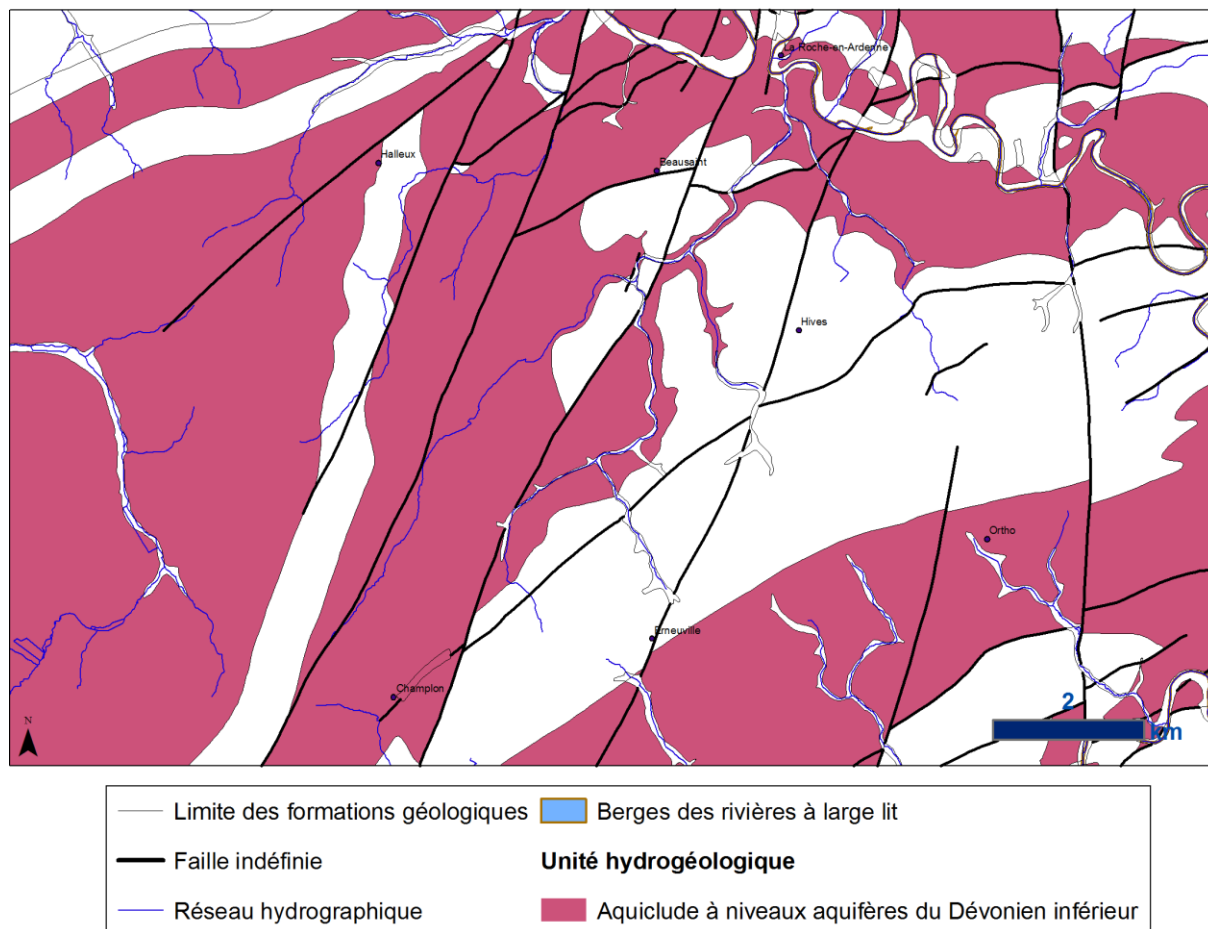 La Roche-en-Ardenne
Halleux
Beausaint
Hives
Ortho
Erneuville
Champlon
N
2
km
Limite des formations géologiques
Berges des rivières à large lit
Faille indéfinie
Unité hydrogéologique
Réseau hydrographique
Aquiclude à niveaux aquifères du Dévonien inférieur